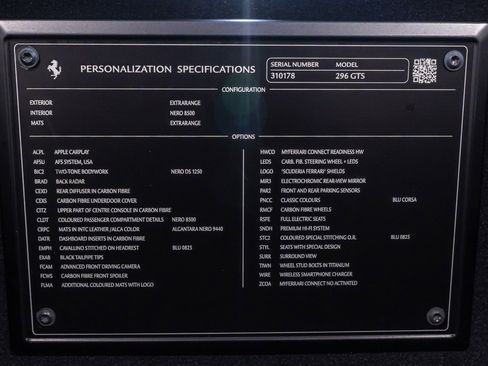 PERSONALIZATION SPECIFICATIONS
SERIAL NUMBER MODEL
310178 296 GTS
CONFIGURATION
EXTERIOR EXTRARANGE
INTERIOR NERO 8500
MATS EXTRARANGE
OPTIONS
ACPL APPLE CARPLAY
AFSU AFS SYSTEM, USA
BIC2 TWO-TONE BODYWORK NERO DS 1250
BRAD BACK RADAR
CEXD REAR DIFFUSER IN CARBON FIBRE
CEXS CARBON FIBRE UNDERDOOR COVER
CITZ UPPER PART OF CENTRE CONSOLE IN CARBON FIBRE
CLDT COLOURED PASSENGER COMPARTMENT DETAILS NERO 8500
CRPC MATS IN INTC LEATHER /ALCA COLOR ALCANTARA NERO 9440
DATR DASHBOARD INSERTS IN CARBON FIBRE
EMPH CAVALLINO STITCHED ON HEADREST BLU 0825
EXAB BLACK TAILPIPE TIPS
FCAM ADVANCED FRONT DRIVING CAMERA
FCWS CARBON FIBRE FRONT SPOILER
FLMA ADDITIONAL COLOURED MATS WITH LOGO
HWCO MYFERRARI CONNECT READINESS HW
LEDS CARB. FIB. STEERING WHEEL + LEDS
LOGO "SCUDERIA FERRARI" SHIELDS
MIR3 ELECTROCHROMIC REAR-VIEW MIRROR
PAR2 FRONT AND REAR PARKING SENSORS
PNCC CLASSIC COLOURS BLU CORSA
RMCF CARBON FIBRE WHEELS
RSFE FULL ELECTRIC SEATS
SNDH PREMIUM HI-FI SYSTEM
STC2 COLOURED SPECIAL STITCHING O.R. BLU 0825
STYL SEATS WITH SPECIAL DESIGN
SURR SURROUND VIEW
TIWN WHEEL STUD BOLTS IN TITANIUM
WIRE WIRELESS SMARTPHONE CHARGER
ZCDA MYFERRARI CONNECT NO ACTIVATED